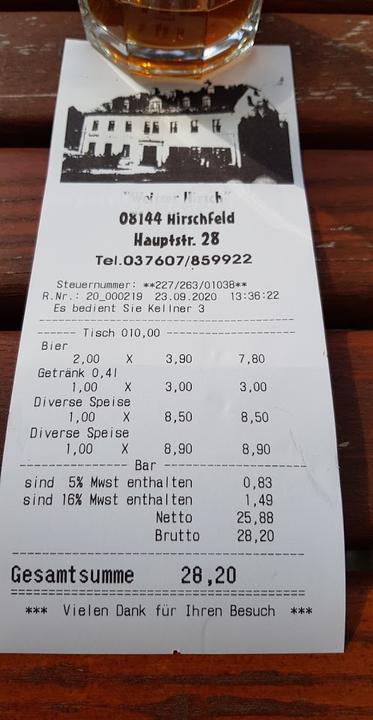 "Weisser Hirsch"
08144 Hirschfeld
Hauptstr. 28
Tel.037607/859922
Steuernummer: **227/263/01038**
R.Nr.: 20_000219 23.09.2020 13:36:22
Es bedient Sie Kellner 3
------ Tisch 010,00 ------
Bier
2,00 X 3,90 7,80
Getränk 0,4l
1,00 X 3,00 3,00
Diverse Speise
1,00 X 8,50 8,50
Diverse Speise
1,00 X 8,90 8,90
------ Bar ------
sind 5% Mwst enthalten 0,83
sind 16% Mwst enthalten 1,49
Netto 25,88
Brutto 28,20
Gesamtsumme 28,20
*** Vielen Dank für Ihren Besuch ***